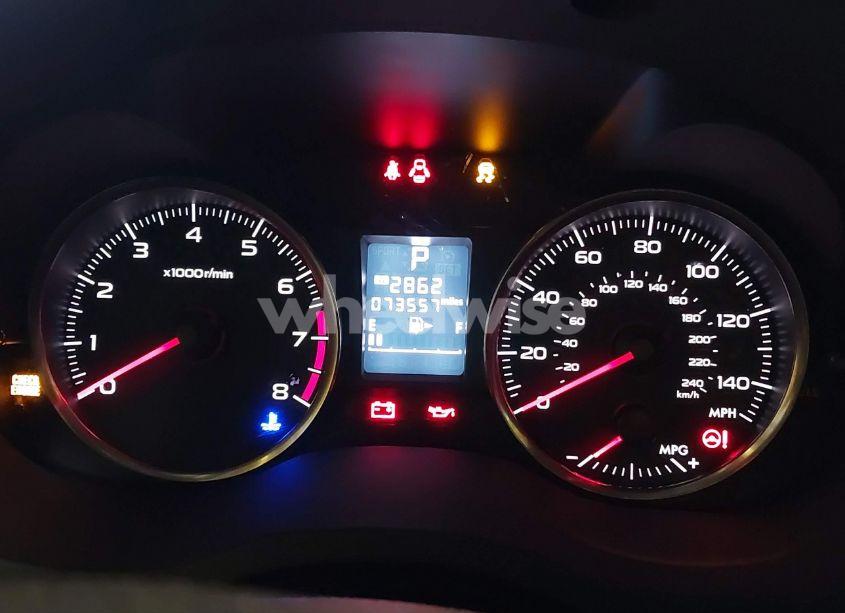 P
2862
073557 miles
E F
x1000r/min
0 1 2 3 4 5 6 7 8
CHECK ENGINE
0 20 40 60 80 100 120 140
20 40 60 80 100 120 140 160 180 200 220 240
km/h
MPH
- MPG +
!
wheelwise